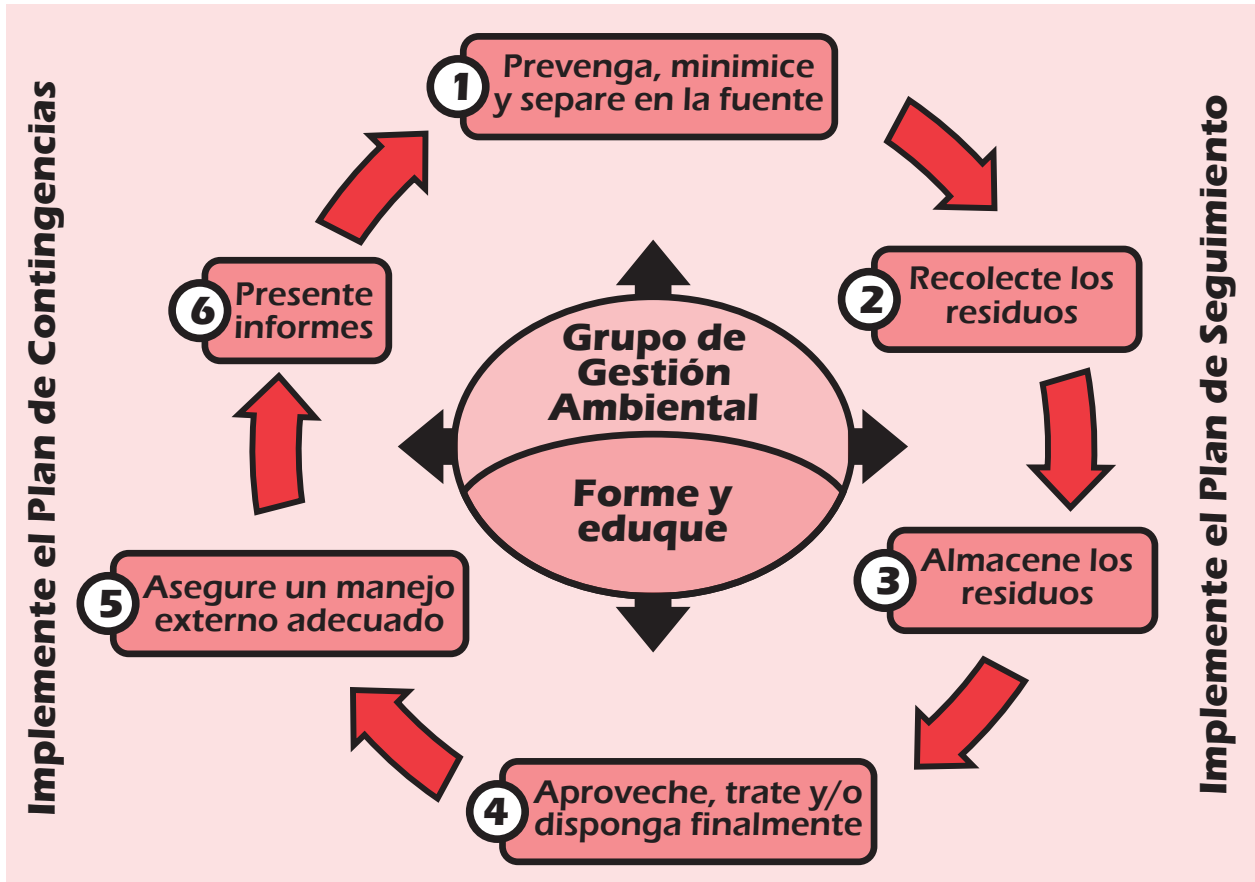 Implemente el Plan de Contingencias
1
Prevenga, minimice
y separe en la fuente
2
Recolecte los
residuos
3
Almacene los
residuos
4
Aproveche, trate y/o
disponga finalmente
5
Asegure un manejo
externo adecuado
6
Presente
informes
Grupo de
Gestión
Ambiental
Forme y
eduque
Implemente el Plan de Seguimiento